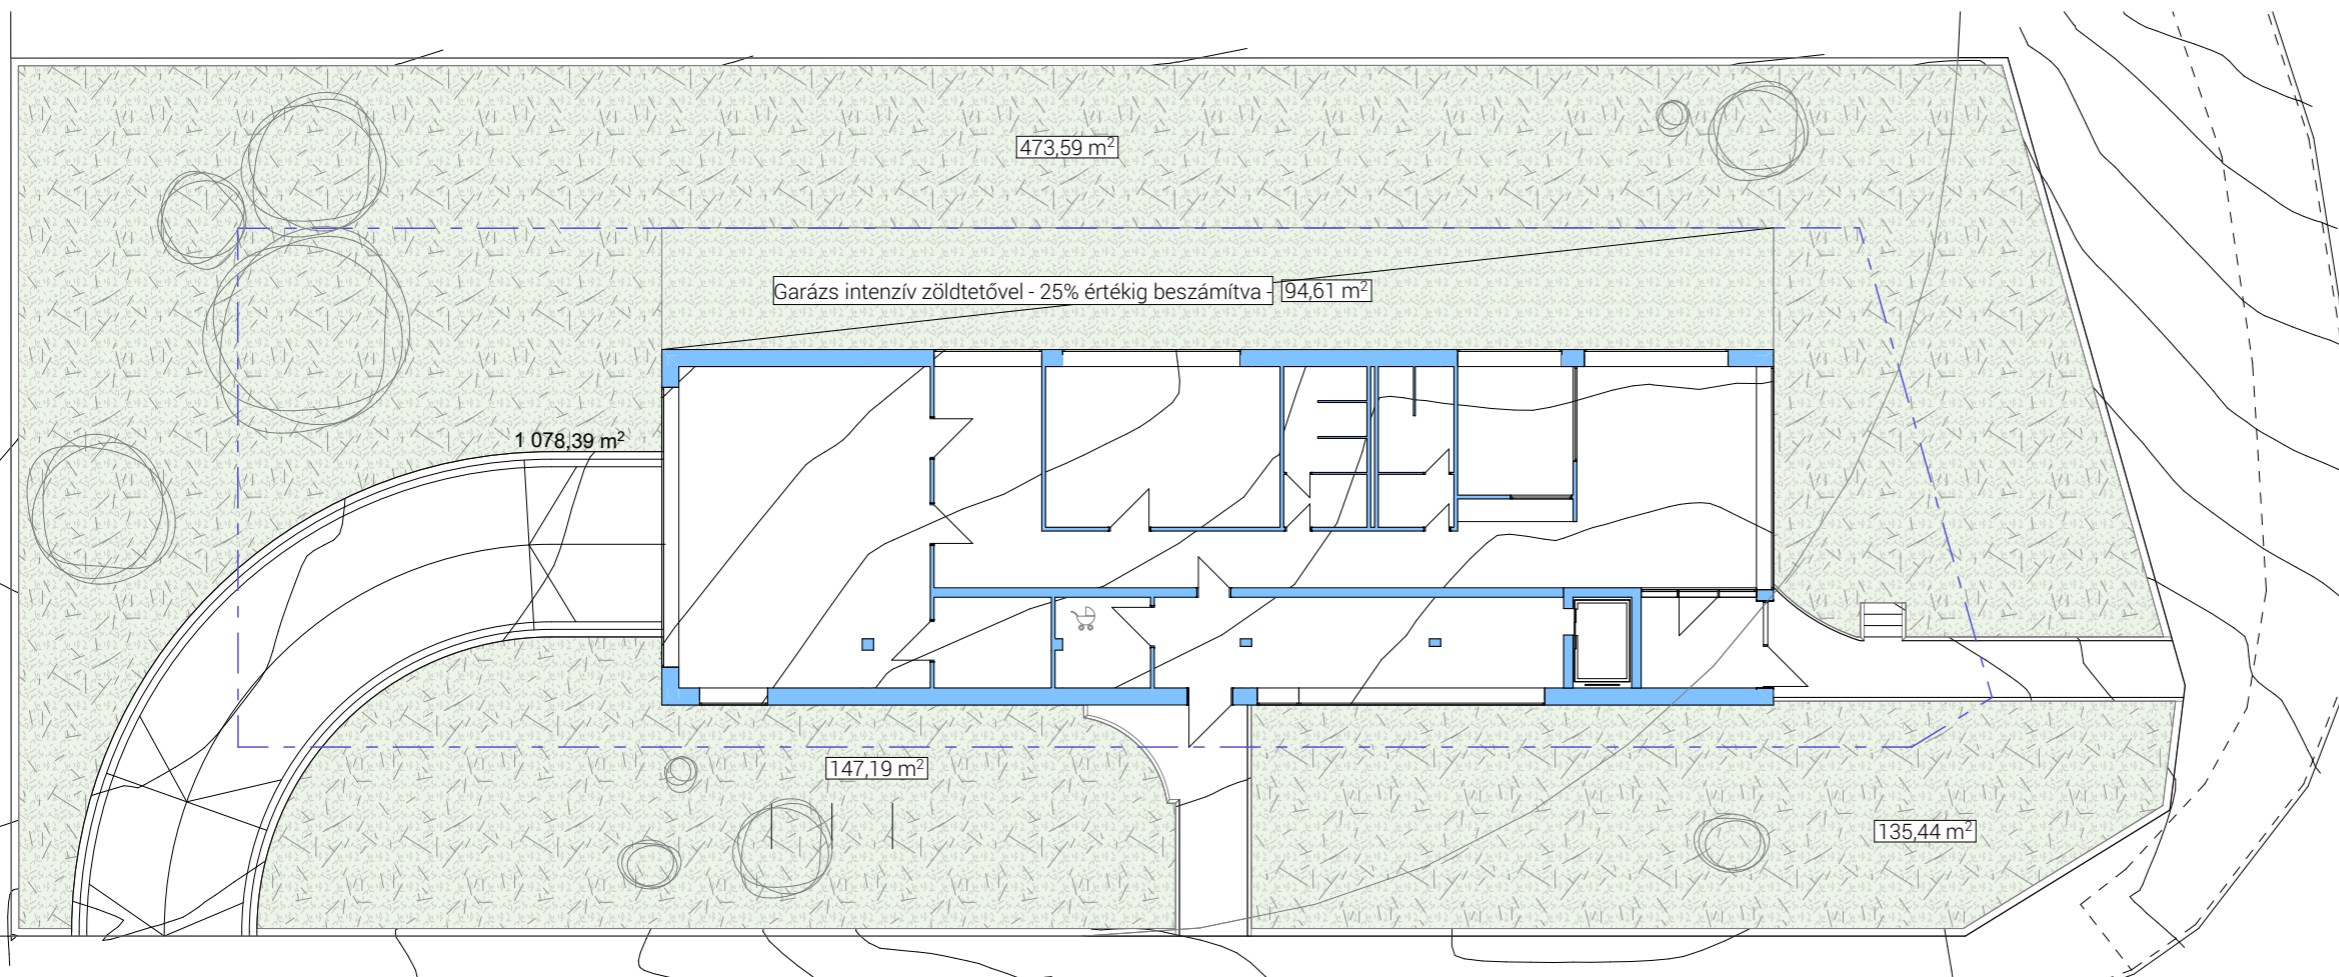 473,59 m²
Garázs intenzív zöldtetővel - 25% értékig beszámítva - 94,61 m²
1 078,39 m²
147,19 m²
135,44 m²